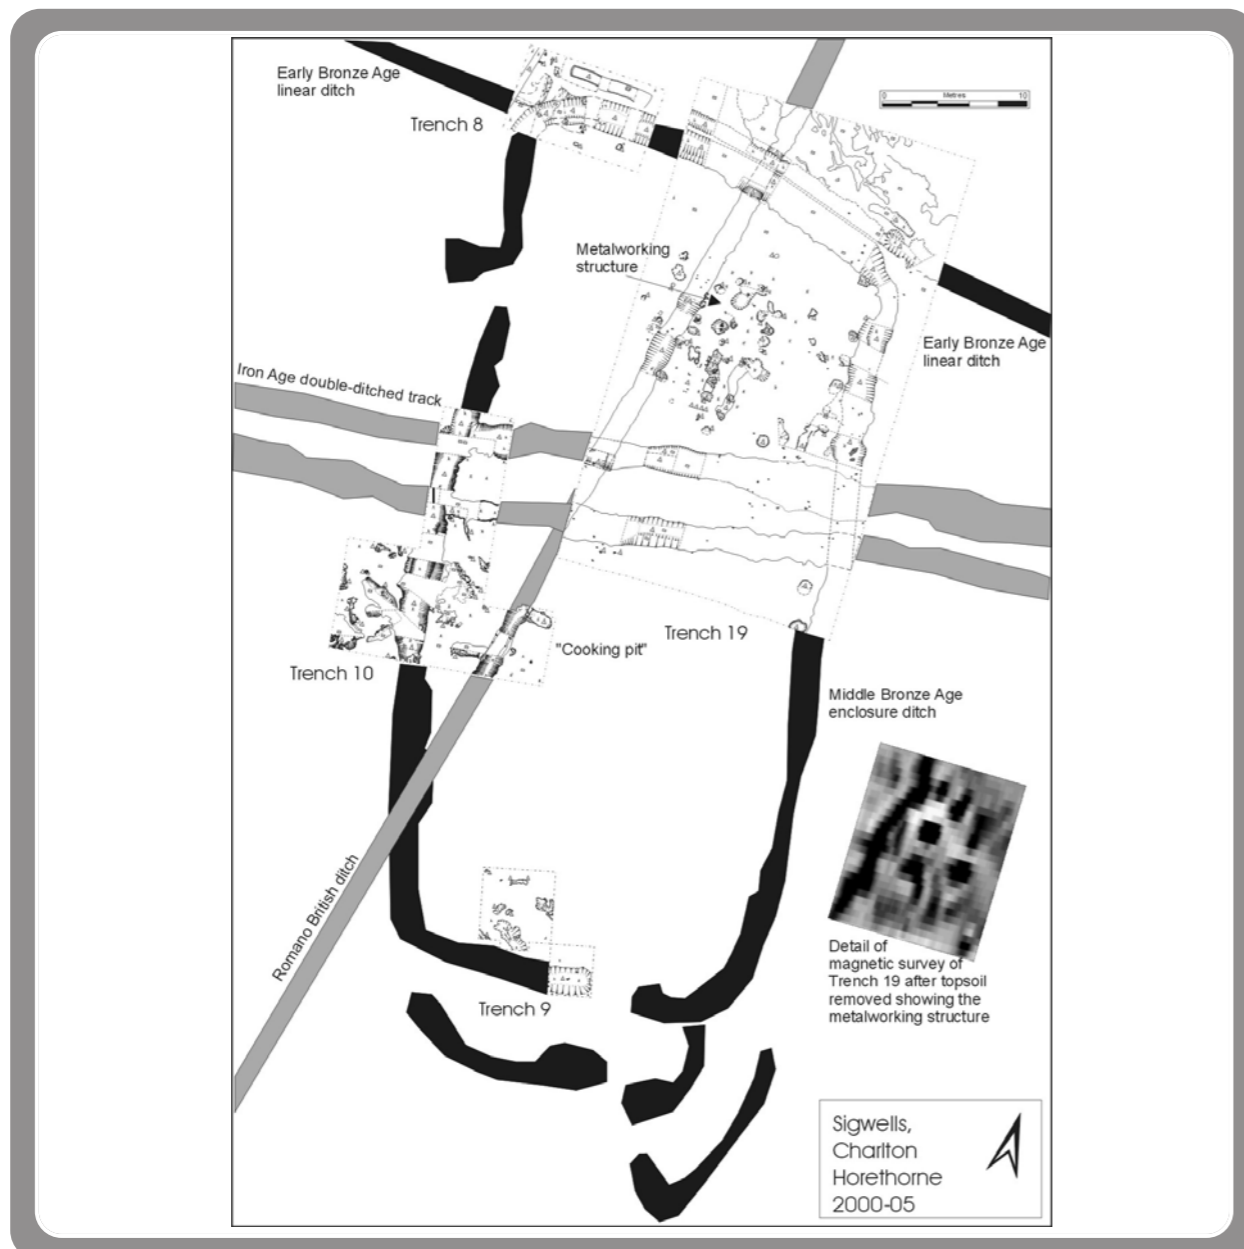 Early Bronze Age
linear ditch
Trench 8
0 Metres 10
Metalworking
structure
Early Bronze Age
linear ditch
Iron Age double-ditched track
Trench 19
"Cooking pit"
Trench 10
Middle Bronze Age
enclosure ditch
Romano British ditch
Trench 9
Detail of
magnetic survey of
Trench 19 after topsoil
removed showing the
metalworking structure
Sigwells,
Charlton
Horethorne
2000-05